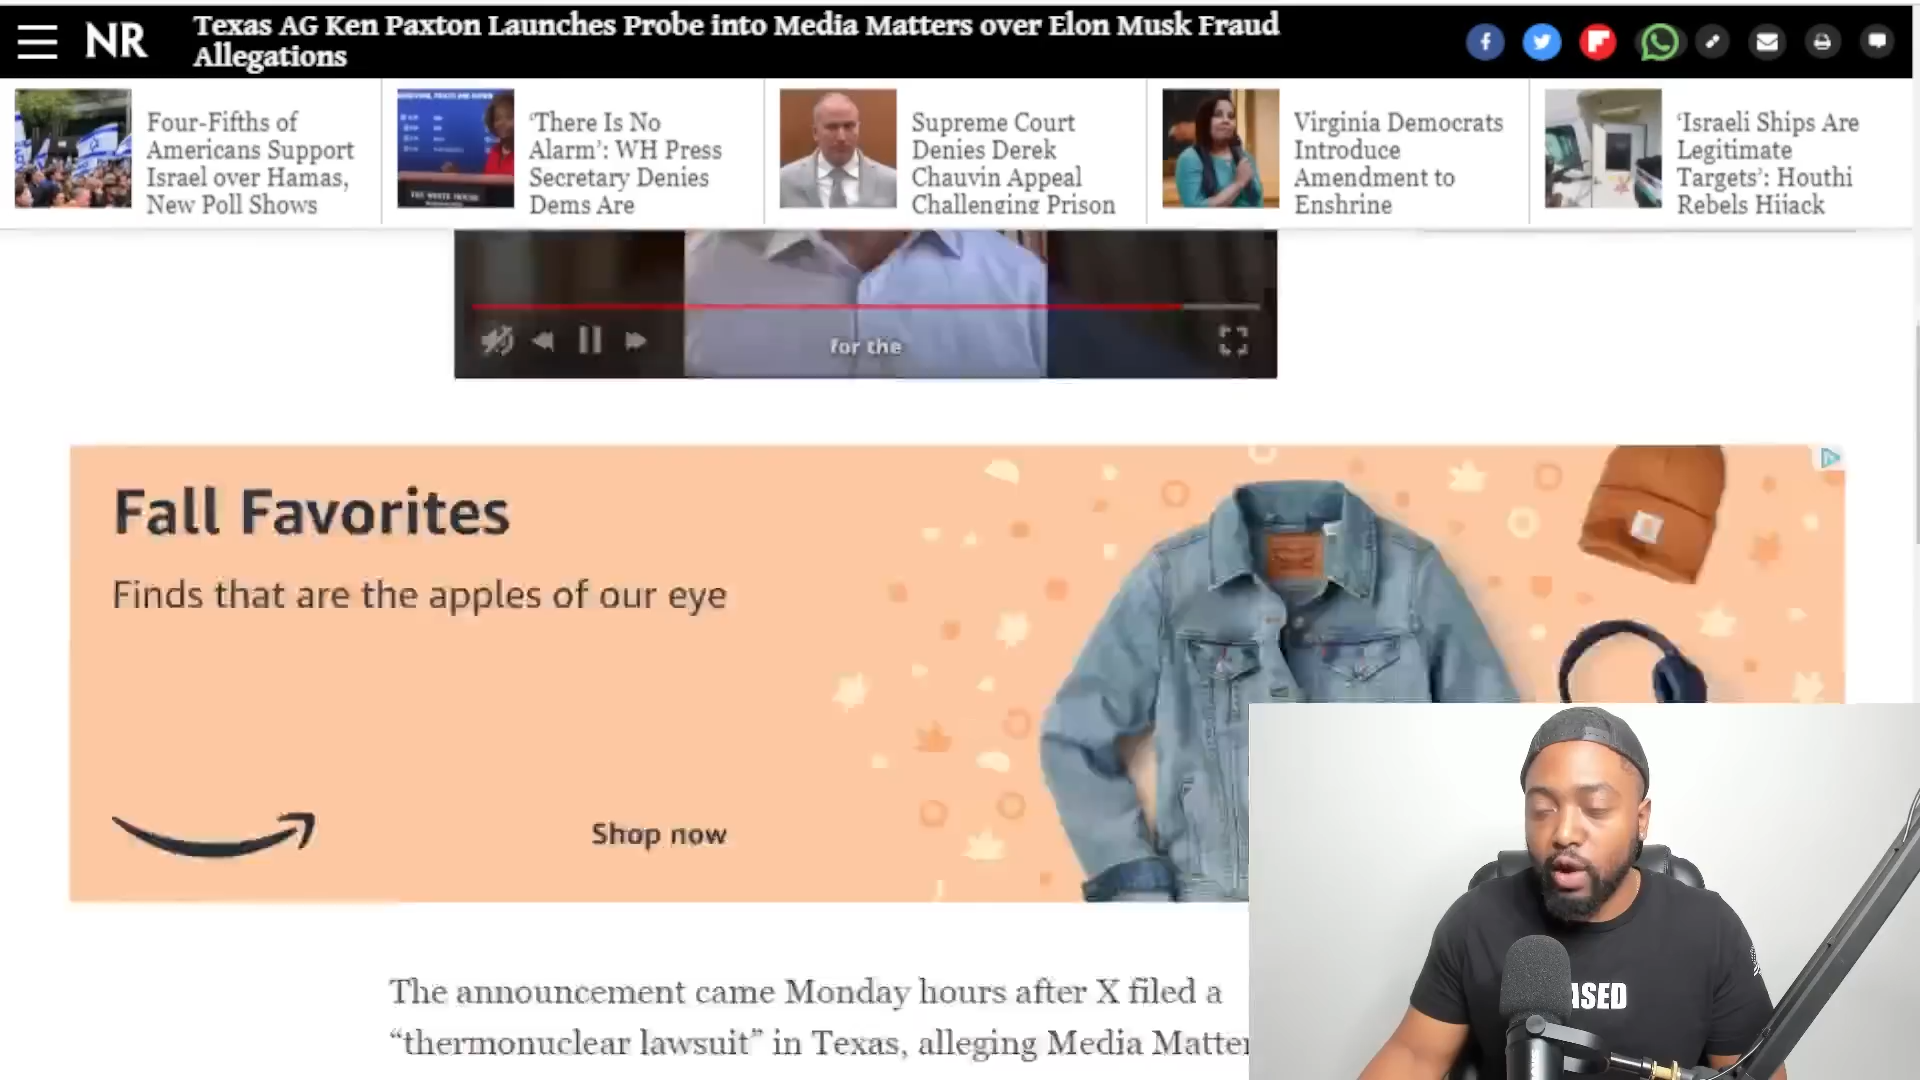 NR
Texas AG Ken Paxton Launches Probe into Media Matters over Elon Musk Fraud
Allegations
Four-Fifths of
Americans Support
Israel over Hamas,
New Poll Shows
‘There Is No
Alarm’: WH Press
Secretary Denies
Dems Are
Supreme Court
Denies Derek
Chauvin Appeal
Challenging Prison
Virginia Democrats
Introduce
Amendment to
Enshrine
‘Israeli Ships Are
Legitimate
Targets’: Houthi
Rebels Hijack
for the
Fall Favorites
Finds that are the apples of our eye
Shop now
The announcement came Monday hours after X filed a
“thermonuclear lawsuit” in Texas, alleging Media Matter
ASED